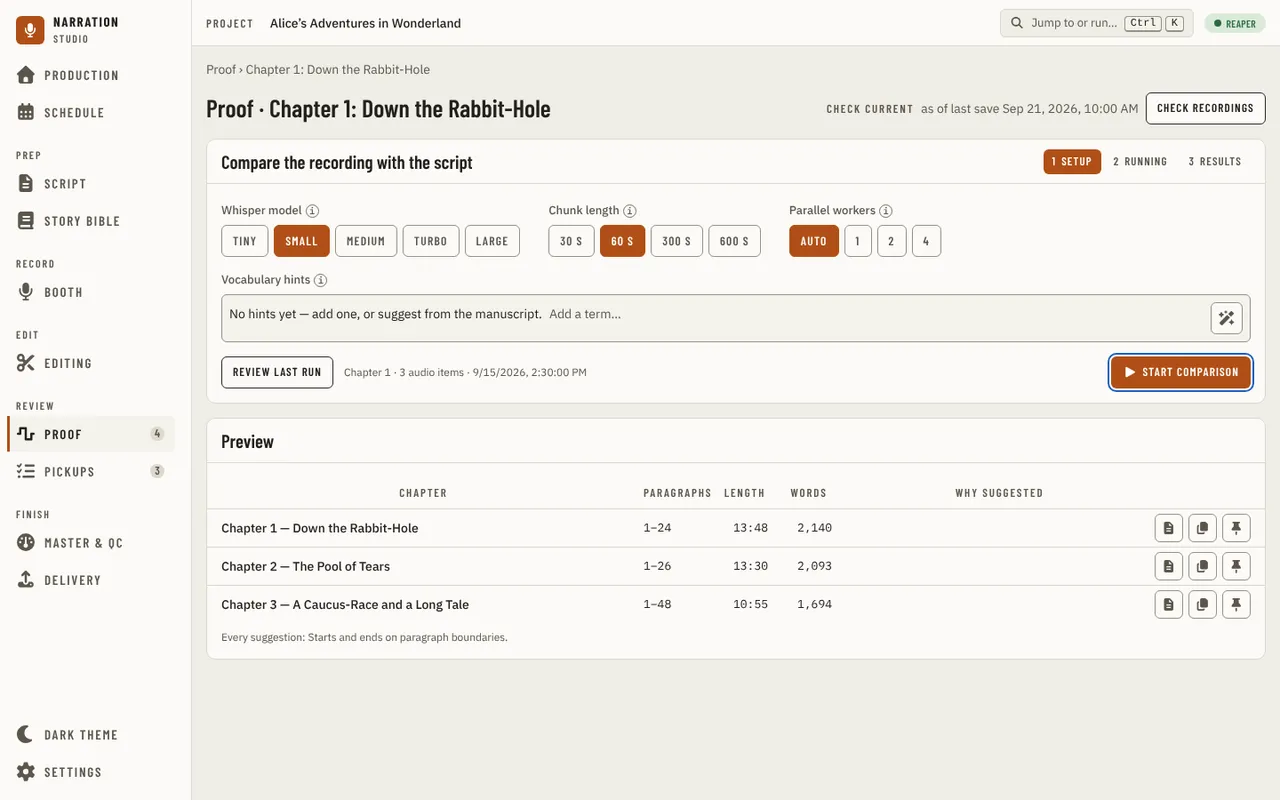 NARRATION
STUDIO
PRODUCTION
SCHEDULE
PREP
SCRIPT
STORY BIBLE
RECORD
BOOTH
EDIT
EDITING
REVIEW
PROOF 4
PICKUPS 3
FINISH
MASTER & QC
DELIVERY
DARK THEME
SETTINGS
PROJECT Alice's Adventures in Wonderland
Jump to or run... Ctrl K
REAPER
Proof › Chapter 1: Down the Rabbit-Hole
Proof · Chapter 1: Down the Rabbit-Hole
CHECK CURRENT as of last save Sep 21, 2026, 10:00 AM CHECK RECORDINGS
Compare the recording with the script
1 SETUP 2 RUNNING 3 RESULTS
Whisper model Chunk length Parallel workers
TINY SMALL MEDIUM TURBO LARGE 30 S 60 S 300 S 600 S AUTO 1 2 4
Vocabulary hints
No hints yet — add one, or suggest from the manuscript. Add a term...
REVIEW LAST RUN Chapter 1 · 3 audio items · 9/15/2026, 2:30:00 PM START COMPARISON
Preview
CHAPTER PARAGRAPHS LENGTH WORDS WHY SUGGESTED
Chapter 1 — Down the Rabbit-Hole 1–24 13:48 2,140
Chapter 2 — The Pool of Tears 1–26 13:30 2,093
Chapter 3 — A Caucus-Race and a Long Tale 1–48 10:55 1,694
Every suggestion: Starts and ends on paragraph boundaries.